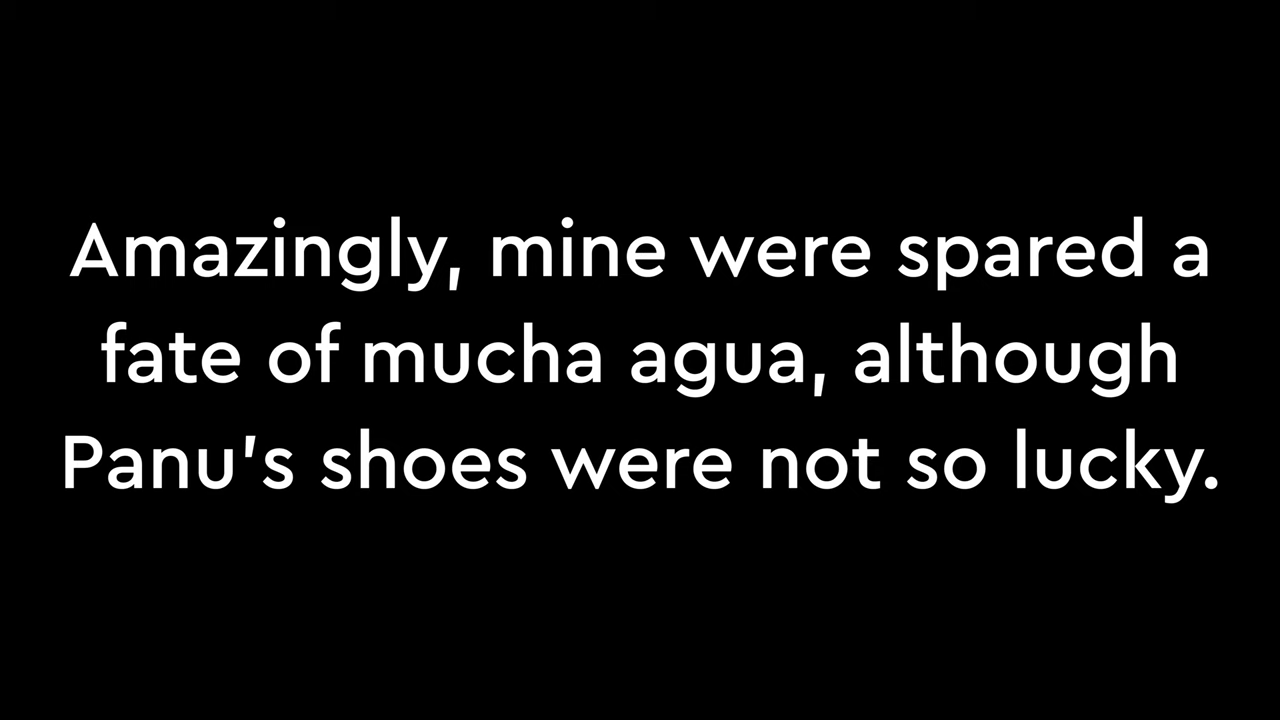 Amazingly, mine were spared a
fate of mucha agua, although
Panu's shoes were not so lucky.